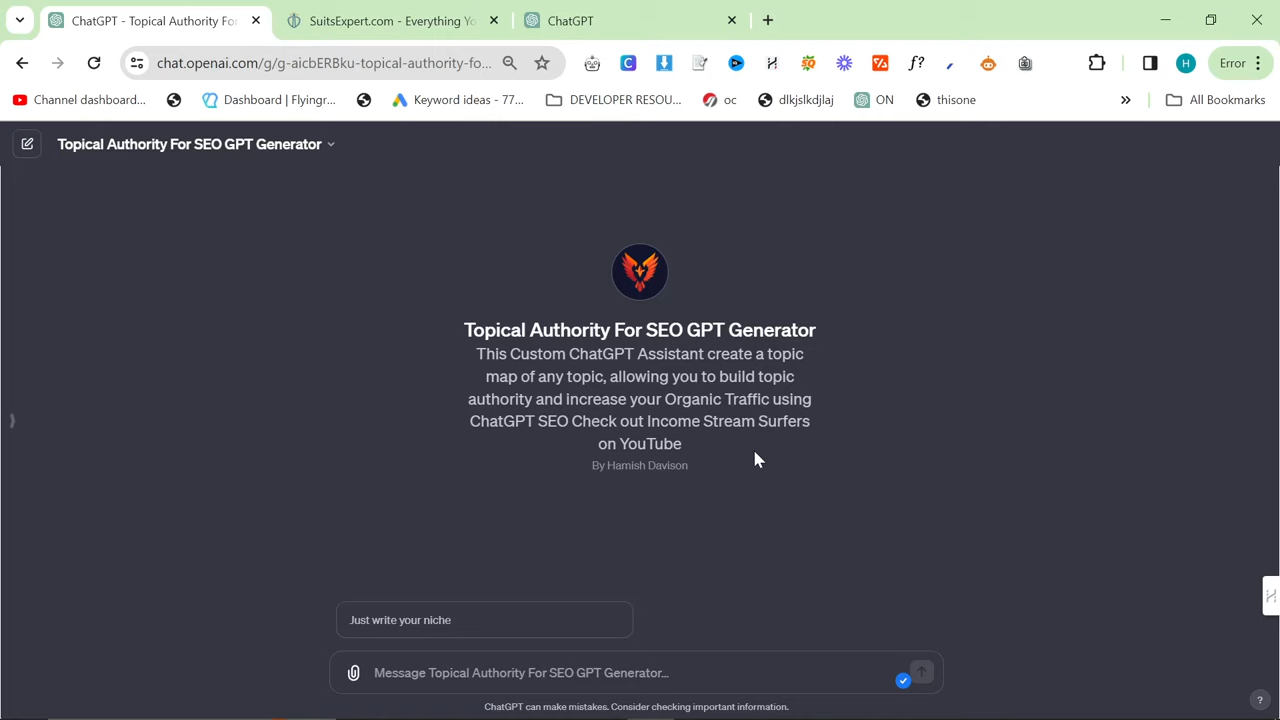 ChatGPT - Topical Authority For
SuitsExpert.com - Everything Yo
ChatGPT
chat.openai.com/g/g-aicbERBku-topical-authority-fo...
Error
Channel dashboard...
Dashboard | Flyingr...
Keyword ideas - 77...
DEVELOPER RESOU...
oc
dlkjslkdjlaj
ON
thisone
All Bookmarks
Topical Authority For SEO GPT Generator
Topical Authority For SEO GPT Generator
This Custom ChatGPT Assistant create a topic
map of any topic, allowing you to build topic
authority and increase your Organic Traffic using
ChatGPT SEO Check out Income Stream Surfers
on YouTube
By Hamish Davison
Just write your niche
Message Topical Authority For SEO GPT Generator...
ChatGPT can make mistakes. Consider checking important information.